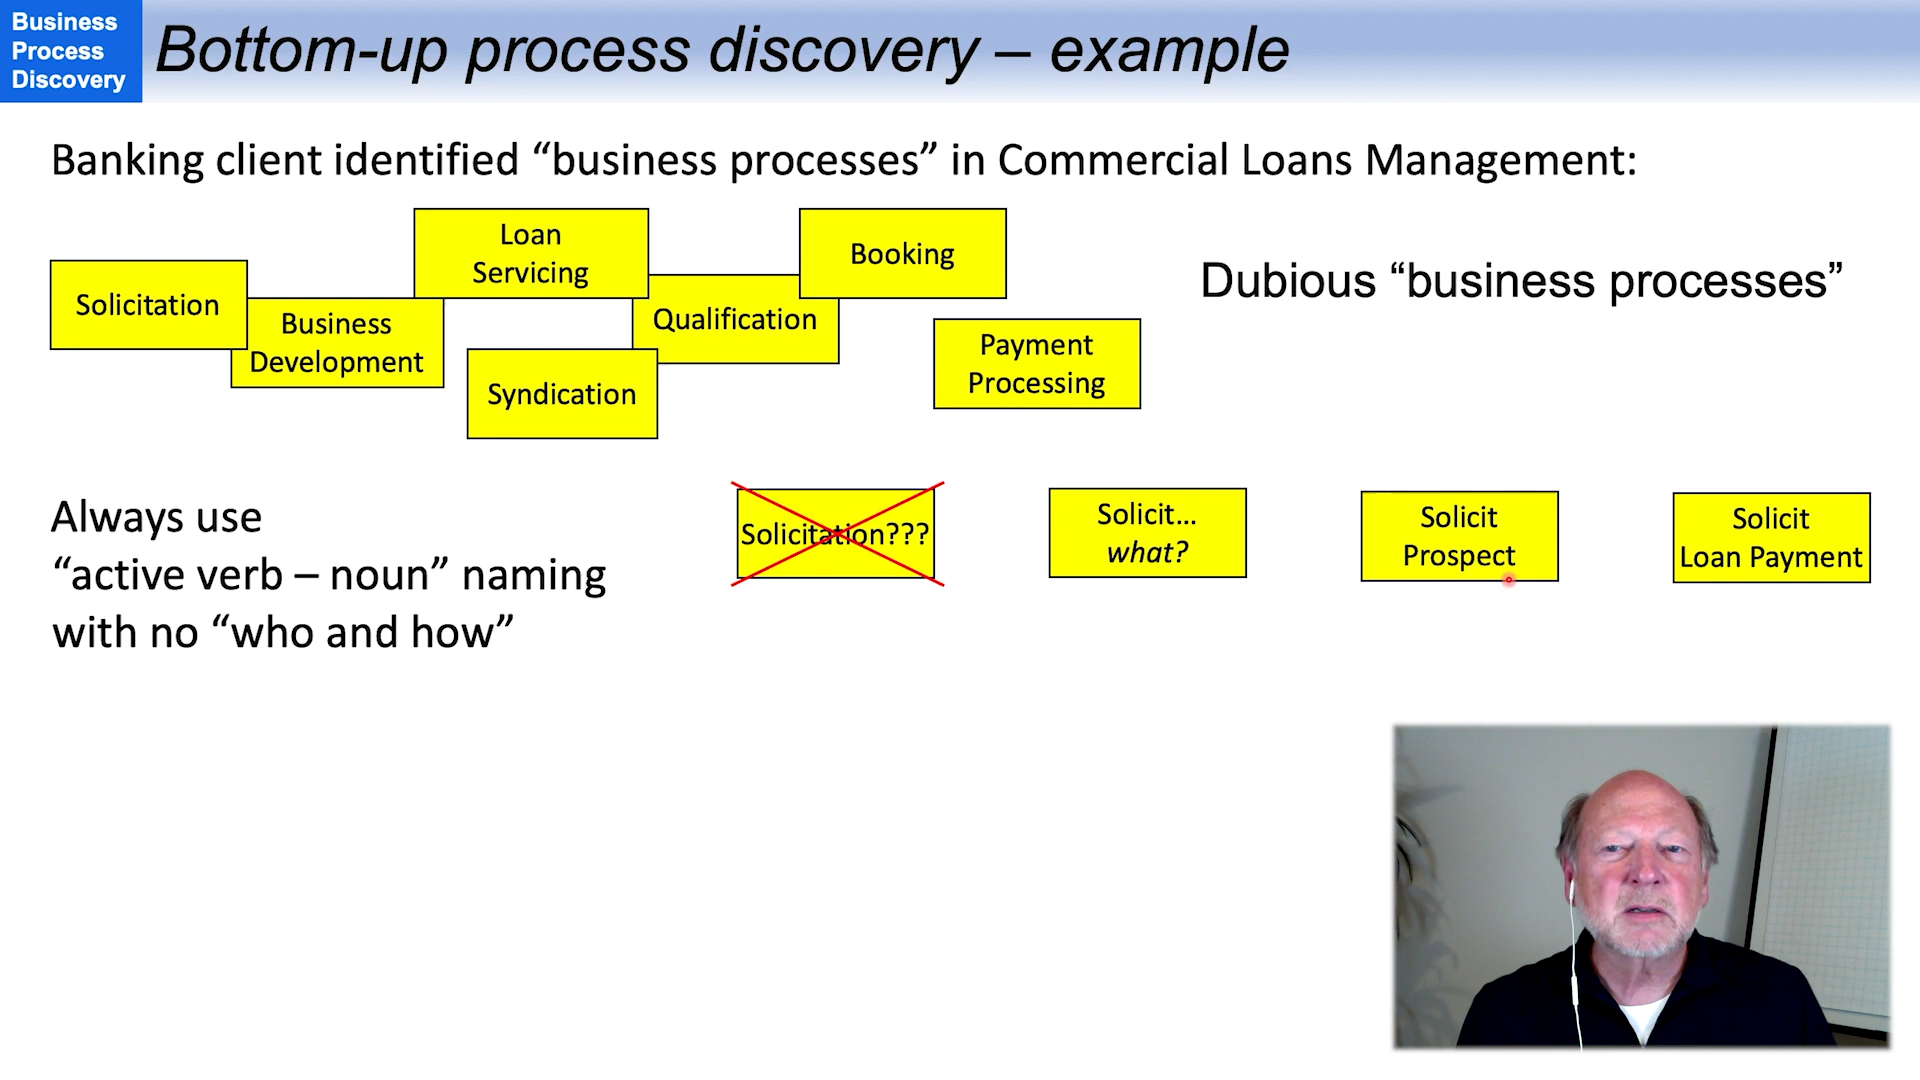 Business
Process
Discovery
Bottom-up process discovery – example
Banking client identified “business processes” in Commercial Loans Management:
Solicitation
Business
Development
Loan
Servicing
Syndication
Qualification
Booking
Payment
Processing
Dubious “business processes”
Always use
“active verb – noun” naming
with no “who and how”
Solicitation???
Solicit...
what?
Solicit
Prospect
Solicit
Loan Payment